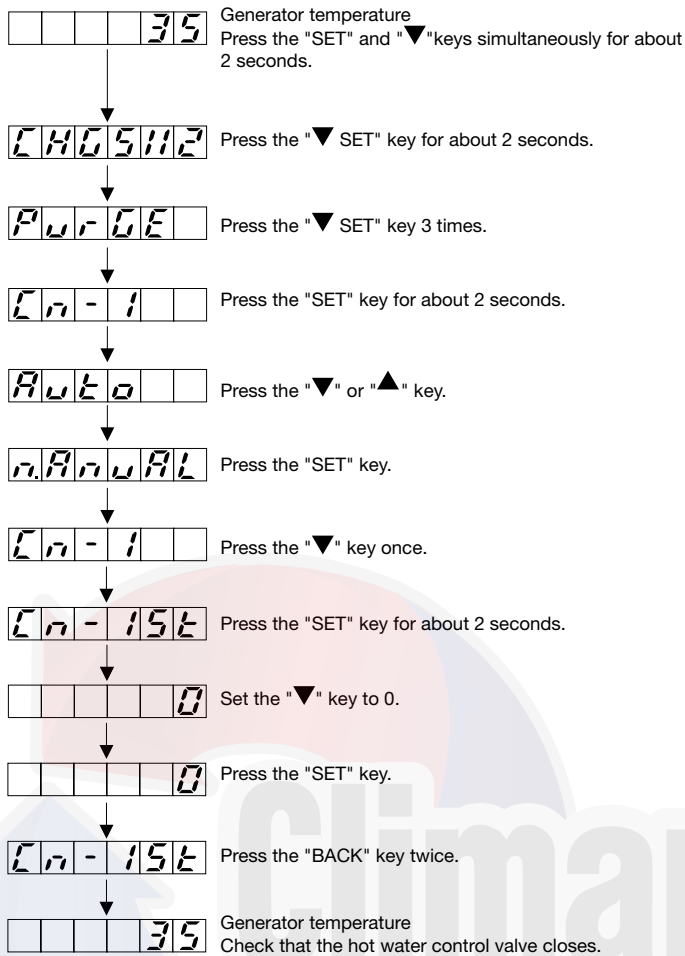 35
Generator temperature
Press the "SET" and "▼"keys simultaneously for about
2 seconds.
CHGS112
Press the "▼ SET" key for about 2 seconds.
PurGE
Press the "▼ SET" key 3 times.
Cn-1
Press the "SET" key for about 2 seconds.
Auto
Press the "▼" or "▲" key.
n.AnuAL
Press the "SET" key.
Cn-1
Press the "▼" key once.
Cn-1St
Press the "SET" key for about 2 seconds.
0
Set the "▼" key to 0.
0
Press the "SET" key.
Cn-1St
Press the "BACK" key twice.
35
Generator temperature
Check that the hot water control valve closes.